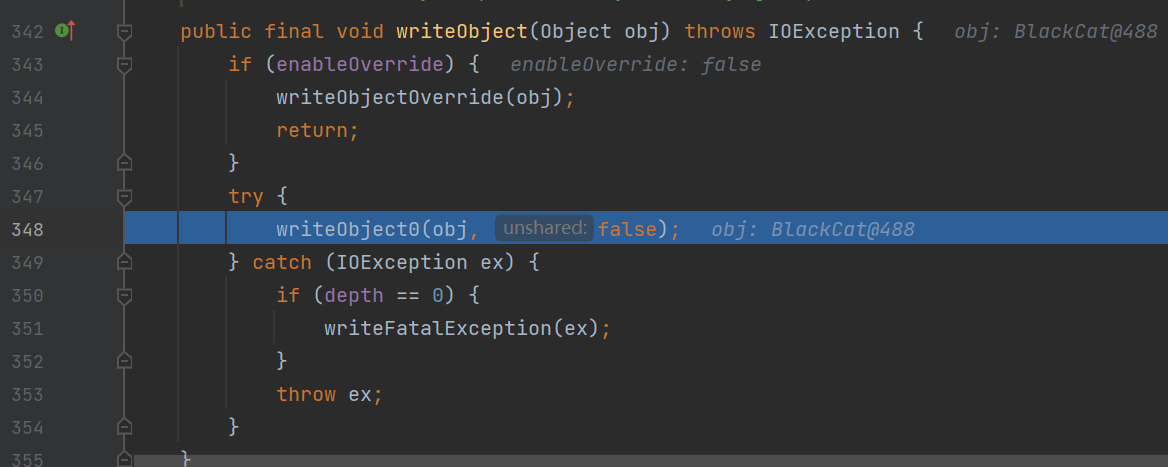 342 public final void writeObject(Object obj) throws IOException { obj: BlackCat@488
343 if (enableOverride) { enableOverride: false
344 writeObjectOverride(obj);
345 return;
346 }
347 try {
348 writeObject0(obj, unshared: false); obj: BlackCat@488
349 } catch (IOException ex) {
350 if (depth == 0) {
351 writeFatalException(ex);
352 }
353 throw ex;
354 }
355 }